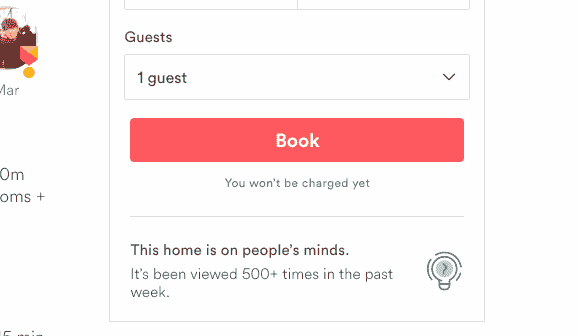 Guests
Mar
1 guest
Book
0m
You won't be charged yet
oms +
This home is on people's minds.
It's been viewed 500+ times in the past
week.